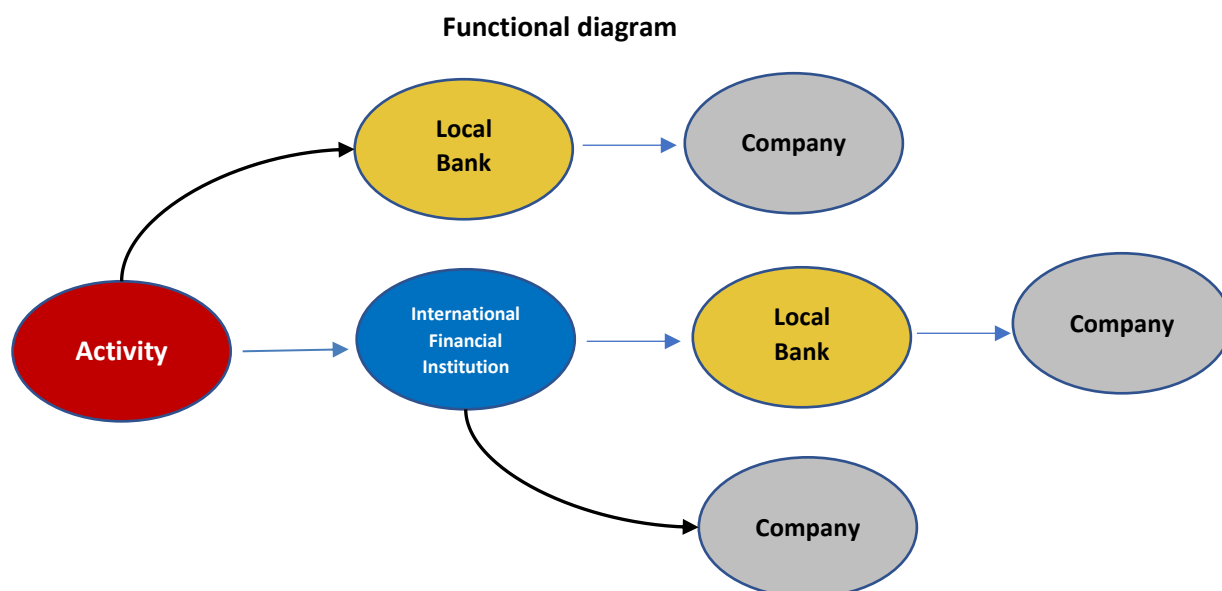 Functional diagram
Local
Bank
Company
Activity
International
Financial
Institution
Local
Bank
Company
Company